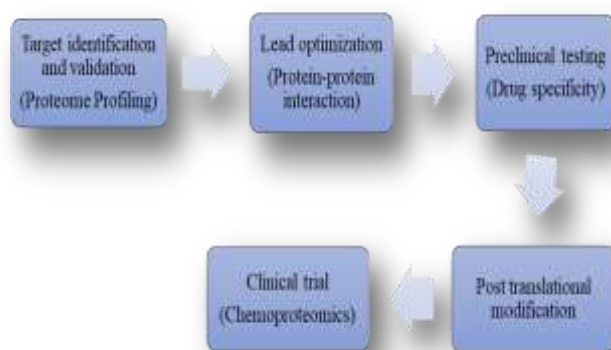 Target identification
and validation
(Proteome Profiling)
Lead optimization
(Protein-protein
interaction)
Preclinical testing
(Drug specificity)
Post translational
modification
Clinical trial
(Chemoproteomics)